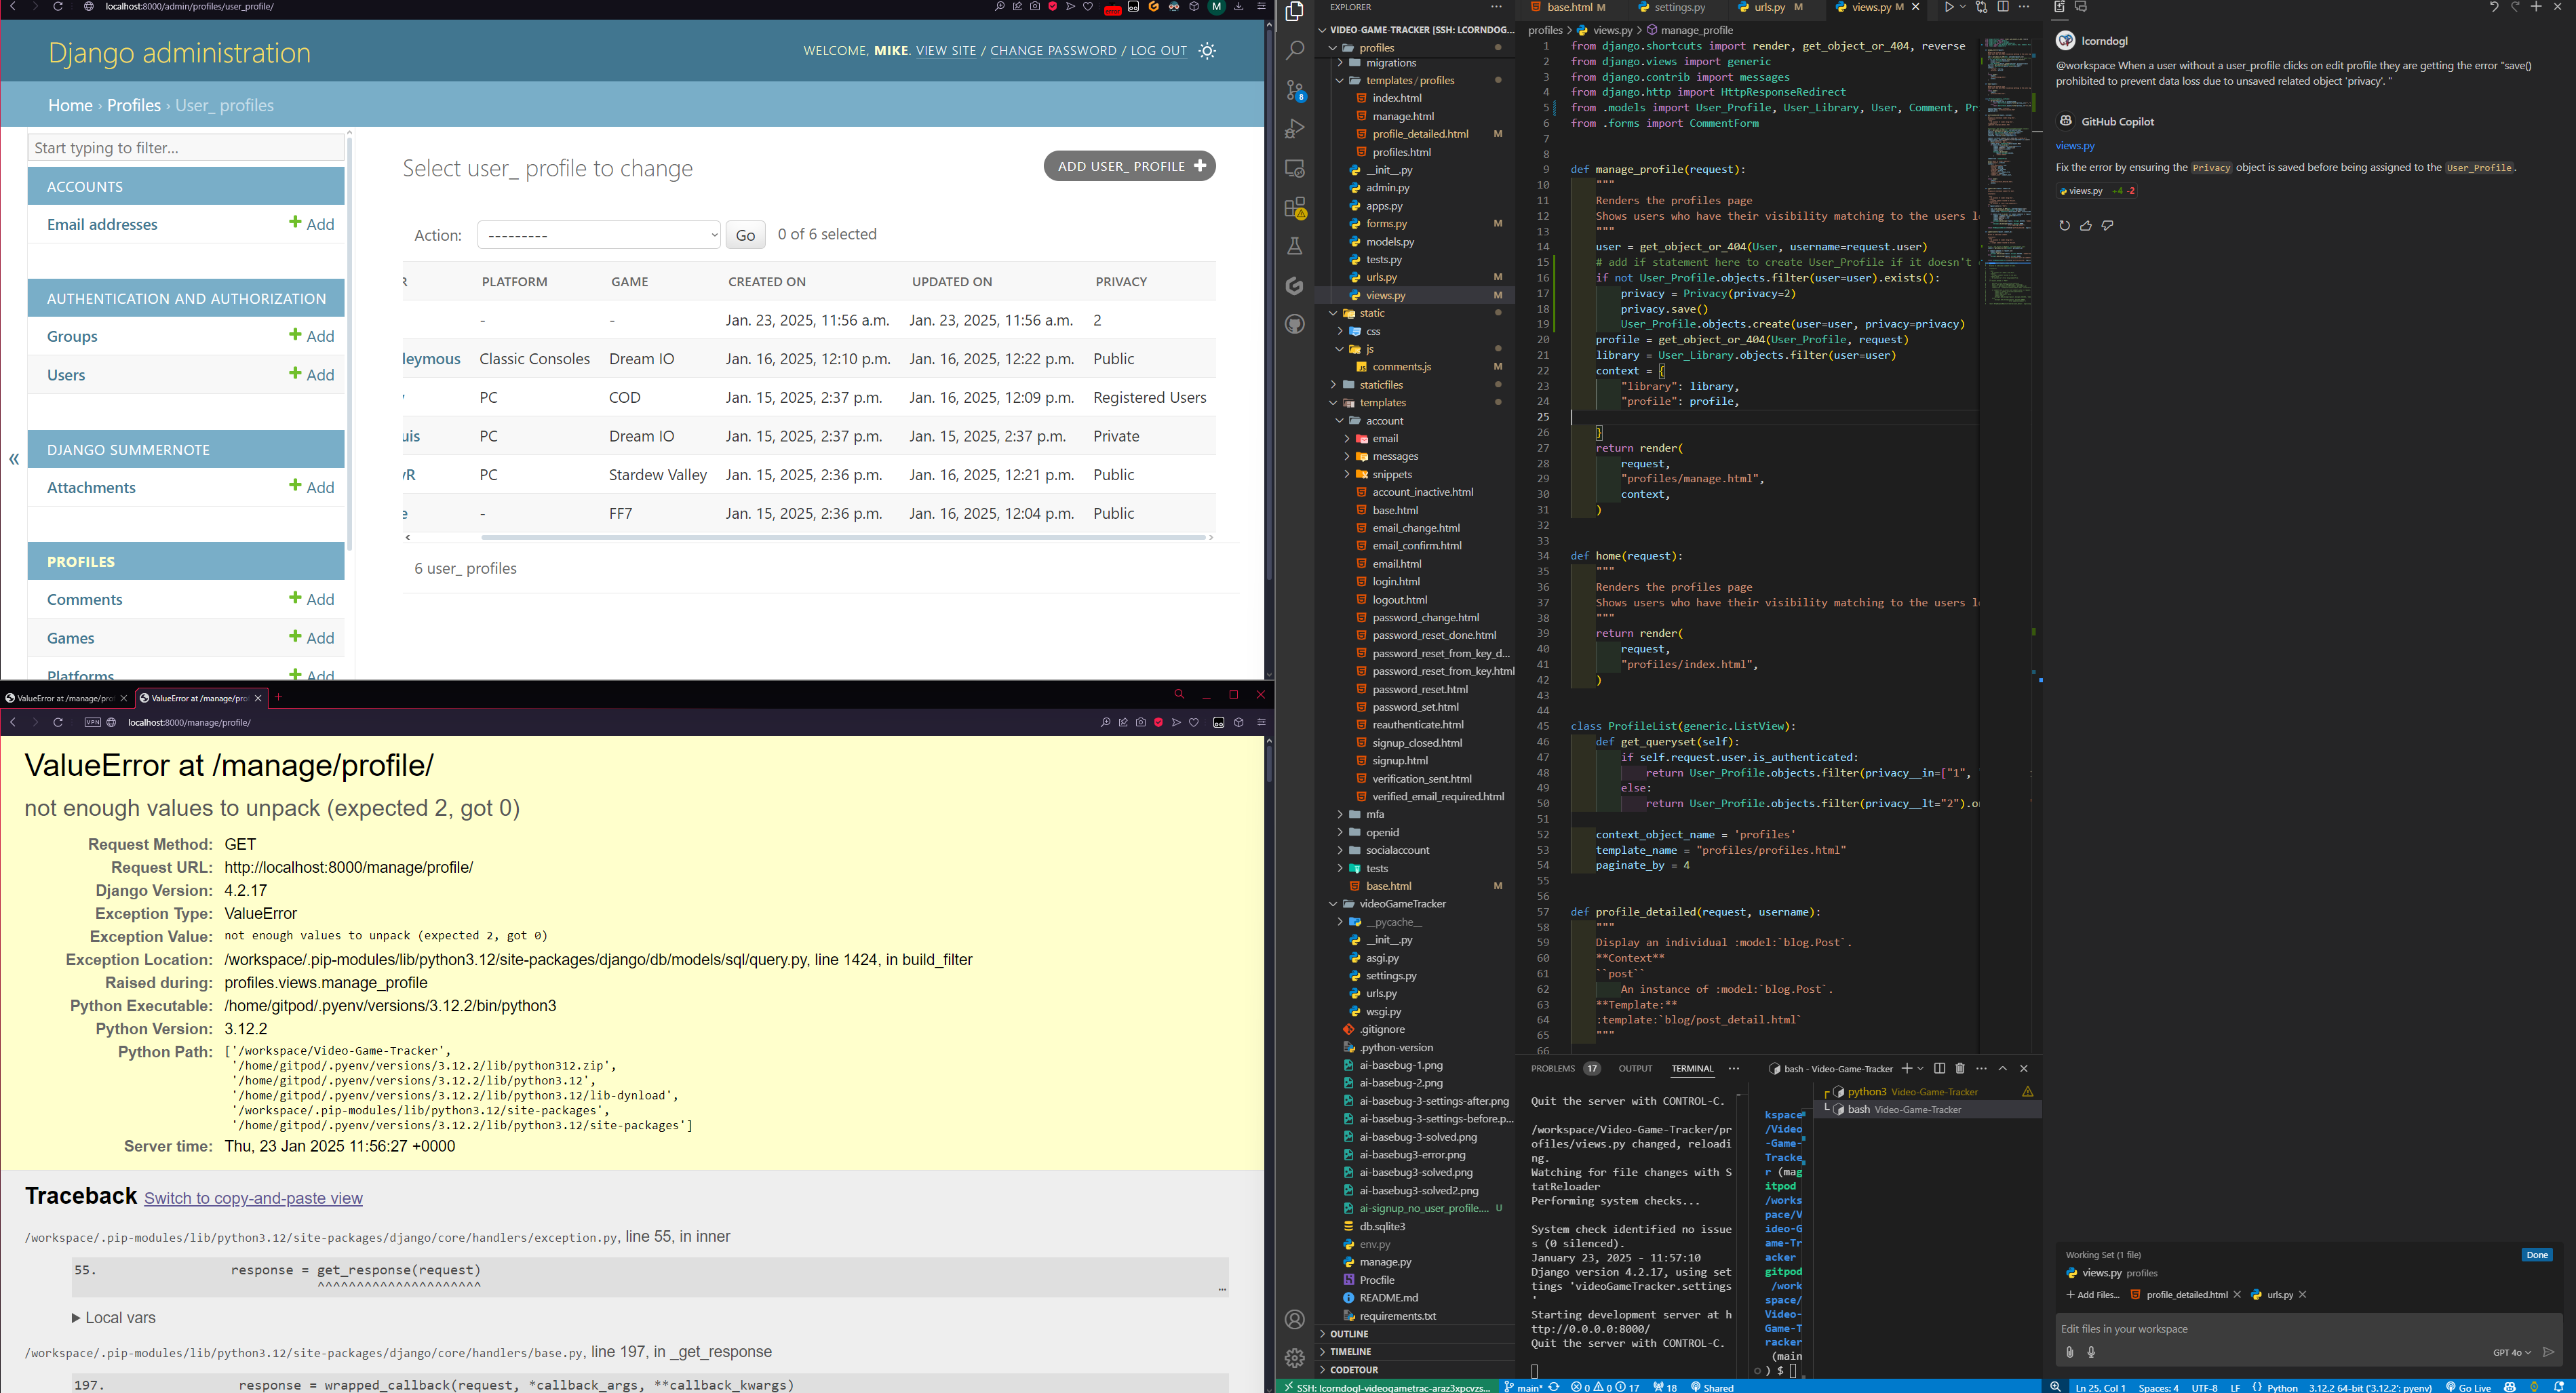 localhost:8000/admin/profiles/user_profile/
Django administration
WELCOME, MIKE. VIEW SITE / CHANGE PASSWORD / LOG OUT
Home › Profiles › User_ profiles
Start typing to filter...
ACCOUNTS
Email addresses
Add
AUTHENTICATION AND AUTHORIZATION
Groups
Add
Users
Add
DJANGO SUMMERNOTE
Attachments
Add
PROFILES
Comments
Add
Games
Add
Platforms
Add
«
Select user_ profile to change
ADD USER_ PROFILE
Action:
---------
Go
0 of 6 selected
R PLATFORM GAME CREATED ON UPDATED ON PRIVACY
- - Jan. 23, 2025, 11:56 a.m. Jan. 23, 2025, 11:56 a.m. 2
leymous Classic Consoles Dream IO Jan. 16, 2025, 12:10 p.m. Jan. 16, 2025, 12:22 p.m. Public
PC COD Jan. 15, 2025, 2:37 p.m. Jan. 16, 2025, 12:09 p.m. Registered Users
uis PC Dream IO Jan. 15, 2025, 2:37 p.m. Jan. 15, 2025, 2:37 p.m. Private
yR PC Stardew Valley Jan. 15, 2025, 2:36 p.m. Jan. 16, 2025, 12:21 p.m. Public
e - FF7 Jan. 15, 2025, 2:36 p.m. Jan. 16, 2025, 12:04 p.m. Public
6 user_ profiles
ValueError at /manage/pro
ValueError at /manage/pro
VPN
localhost:8000/manage/profile/
ValueError at /manage/profile/
not enough values to unpack (expected 2, got 0)
Request Method: GET
Request URL: http://localhost:8000/manage/profile/
Django Version: 4.2.17
Exception Type: ValueError
Exception Value: not enough values to unpack (expected 2, got 0)
Exception Location: /workspace/.pip-modules/lib/python3.12/site-packages/django/db/models/sql/query.py, line 1424, in build_filter
Raised during: profiles.views.manage_profile
Python Executable: /home/gitpod/.pyenv/versions/3.12.2/bin/python3
Python Version: 3.12.2
Python Path: ['/workspace/Video-Game-Tracker',
'/home/gitpod/.pyenv/versions/3.12.2/lib/python312.zip',
'/home/gitpod/.pyenv/versions/3.12.2/lib/python3.12',
'/home/gitpod/.pyenv/versions/3.12.2/lib/python3.12/lib-dynload',
'/workspace/.pip-modules/lib/python3.12/site-packages',
'/home/gitpod/.pyenv/versions/3.12.2/lib/python3.12/site-packages']
Server time: Thu, 23 Jan 2025 11:56:27 +0000
Traceback Switch to copy-and-paste view
/workspace/.pip-modules/lib/python3.12/site-packages/django/core/handlers/exception.py, line 55, in inner
55. response = get_response(request)
^^^^^^^^^^^^^^^^^^^^^
…
Local vars
/workspace/.pip-modules/lib/python3.12/site-packages/django/core/handlers/base.py, line 197, in _get_response
197. response = wrapped_callback(request, *callback_args, **callback_kwargs)
EXPLORER
VIDEO-GAME-TRACKER [SSH: LCORNDOG...
profiles
migrations
templates / profiles
index.html
manage.html
profile_detailed.html M
profiles.html
__init__.py
admin.py
apps.py
forms.py M
models.py
tests.py
urls.py M
views.py M
static
css
js
comments.js M
staticfiles
templates
account
email
messages
snippets
account_inactive.html
base.html
email_change.html
email_confirm.html
email.html
login.html
logout.html
password_change.html
password_reset_done.html
password_reset_from_key_d...
password_reset_from_key.html
password_reset.html
password_set.html
reauthenticate.html
signup_closed.html
signup.html
verification_sent.html
verified_email_required.html
mfa
openid
socialaccount
tests
base.html M
videoGameTracker
__pycache__
__init__.py
asgi.py
settings.py
urls.py
wsgi.py
.gitignore
.python-version
ai-basebug-1.png
ai-basebug-2.png
ai-basebug-3-settings-after.png
ai-basebug-3-settings-before.p...
ai-basebug-3-solved.png
ai-basebug3-error.png
ai-basebug3-solved.png
ai-basebug3-solved2.png
ai-signup_no_user_profile.... U
db.sqlite3
env.py
manage.py
Procfile
README.md
requirements.txt
OUTLINE
TIMELINE
CODETOUR
base.html M
settings.py
urls.py M
views.py M
profiles > views.py > manage_profile
1 from django.shortcuts import render, get_object_or_404, reverse
2 from django.views import generic
3 from django.contrib import messages
4 from django.http import HttpResponseRedirect
5 from .models import User_Profile, User_Library, User, Comment, Pr
6 from .forms import CommentForm
7
8
9 def manage_profile(request):
10 """
11 Renders the profiles page
12 Shows users who have their visibility matching to the users l
13 """
14 user = get_object_or_404(User, username=request.user)
15 # add if statement here to create User_Profile if it doesn't
16 if not User_Profile.objects.filter(user=user).exists():
17 privacy = Privacy(privacy=2)
18 privacy.save()
19 User_Profile.objects.create(user=user, privacy=privacy)
20 profile = get_object_or_404(User_Profile, request)
21 library = User_Library.objects.filter(user=user)
22 context = {
23 "library": library,
24 "profile": profile,
25
26 }
27 return render(
28 request,
29 "profiles/manage.html",
30 context,
31 )
32
33
34 def home(request):
35 """
36 Renders the profiles page
37 Shows users who have their visibility matching to the users l
38 """
39 return render(
40 request,
41 "profiles/index.html",
42 )
43
44
45 class ProfileList(generic.ListView):
46 def get_queryset(self):
47 if self.request.user.is_authenticated:
48 return User_Profile.objects.filter(privacy__in=["1",
49 else:
50 return User_Profile.objects.filter(privacy__lt="2").o
51
52 context_object_name = 'profiles'
53 template_name = "profiles/profiles.html"
54 paginate_by = 4
55
56
57 def profile_detailed(request, username):
58 """
59 Display an individual :model:`blog.Post`.
60 **Context**
61 ``post``
62 An instance of :model:`blog.Post`.
63 **Template:**
64 :template:`blog/post_detail.html`
65 """
66
PROBLEMS 17 OUTPUT TERMINAL ...
bash - Video-Game-Tracker
Quit the server with CONTROL-C.
/workspace/Video-Game-Tracker/pr
ofiles/views.py changed, reloadi
ng.
Watching for file changes with S
tatReloader
Performing system checks...
System check identified no issue
s (0 silenced).
January 23, 2025 - 11:57:10
Django version 4.2.17, using set
tings 'videoGameTracker.settings
'
Starting development server at h
ttp://0.0.0.0:8000/
Quit the server with CONTROL-C.
kspace
/Video
-Game-
Tracke
r (mag
itpod
/works
pace/V
ideo-G
ame-Tr
acker
gitpod
/work
space/
Video-
Game-T
racker
(main
) $
python3 Video-Game-Tracker
bash Video-Game-Tracker
lcorndogl
@workspace When a user without a user_profile clicks on edit profile they are getting the error "save()
prohibited to prevent data loss due to unsaved related object 'privacy'. "
GitHub Copilot
views.py
Fix the error by ensuring the Privacy object is saved before being assigned to the User_Profile.
views.py +4 -2
Working Set (1 file)
Done
views.py profiles
+ Add Files... profile_detailed.html urls.py
Edit files in your workspace
GPT 4o
SSH: lcorndogl-videogametrac-araz3xpcvzs...
main*
0 0 17
18
Shared
Ln 25, Col 1 Spaces: 4 UTF-8 LF Python 3.12.2 64-bit ('3.12.2': pyenv) Go Live